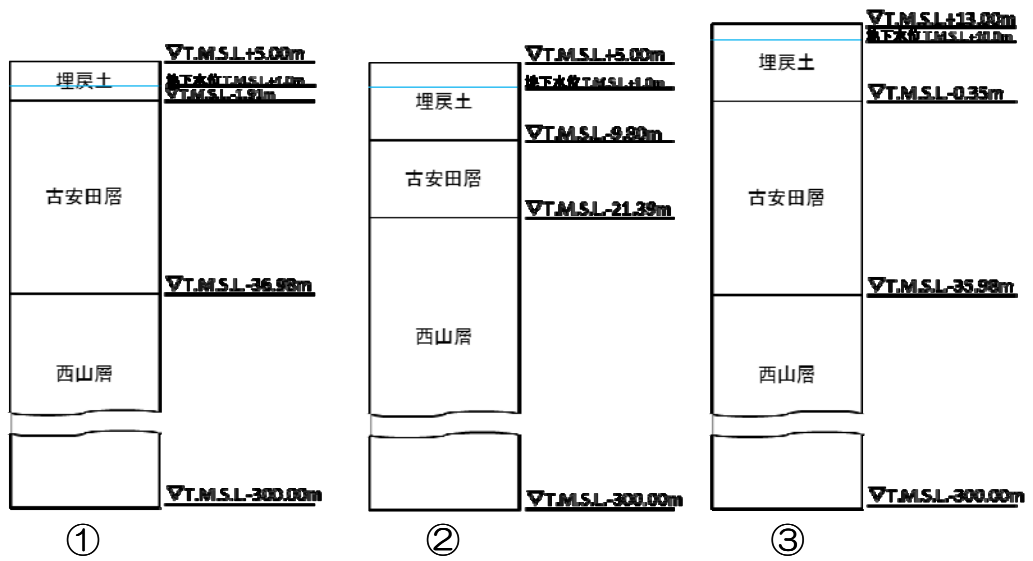 ▽T.M.S.L.+5.00m
埋戻土
地下水位T.M.S.L.+1.0m
▽T.M.S.L.-1.91m
古安田層
▽T.M.S.L.-36.98m
西山層
▽T.M.S.L.-300.00m
①
▽T.M.S.L.+5.00m
地下水位T.M.S.L.+1.0m
埋戻土
▽T.M.S.L.-9.80m
古安田層
▽T.M.S.L.-21.39m
西山層
▽T.M.S.L.-300.00m
②
▽T.M.S.L.+13.00m
地下水位T.M.S.L.+10.0m
埋戻土
▽T.M.S.L.-0.35m
古安田層
▽T.M.S.L.-35.98m
西山層
▽T.M.S.L.-300.00m
③